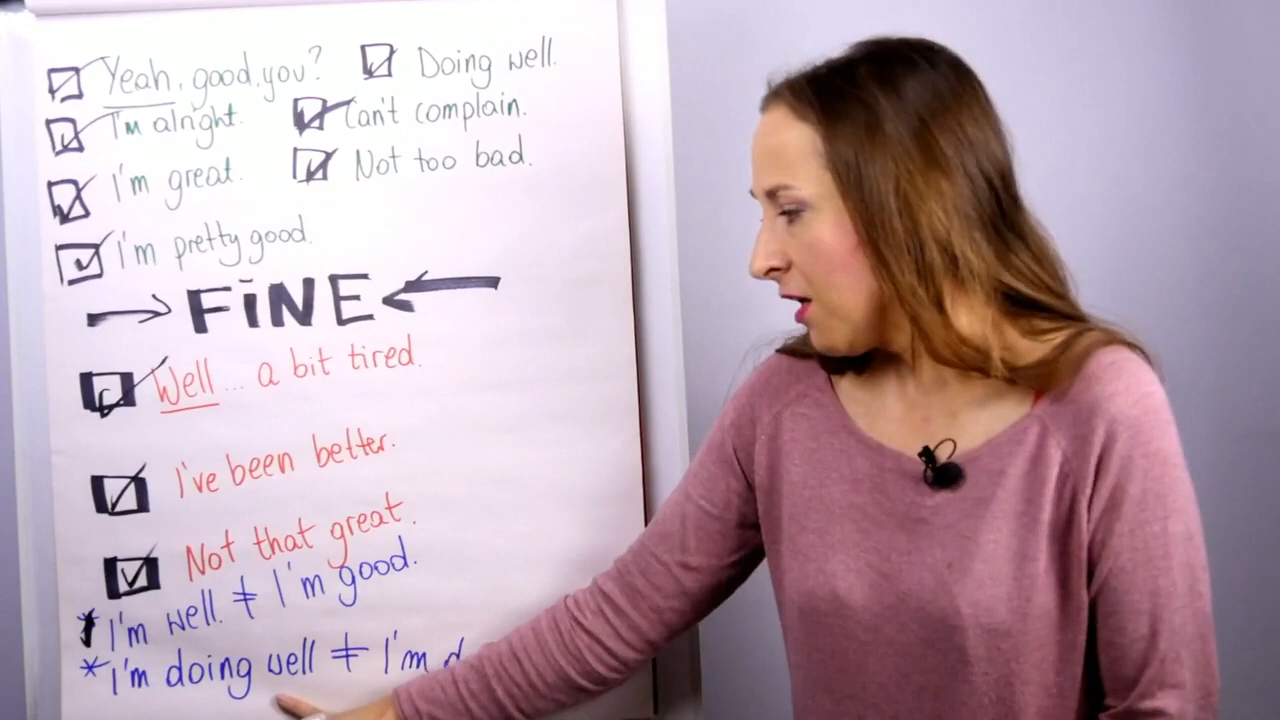 Yeah, good, you? Doing well.
I'm alright. Can't complain.
I'm great. Not too bad.
I'm pretty good.
FINE
Well... a bit tired.
I've been better.
Not that great.
I'm well. ≠ I'm good.
*I'm doing well ≠ I'm